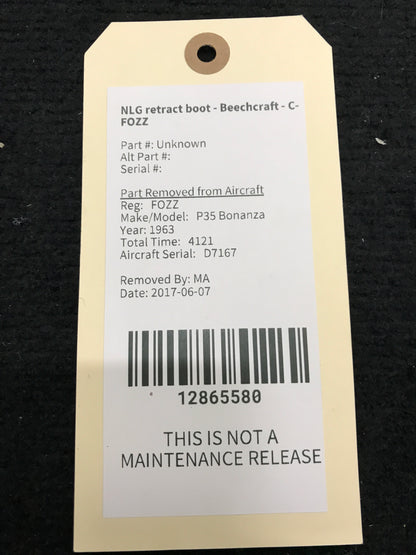 NLG retract boot - Beechcraft - C-
FOZZ
Part #: Unknown
Alt Part #:
Serial #:
Part Removed from Aircraft
Reg: FOZZ
Make/Model: P35 Bonanza
Year: 1963
Total Time: 4121
Aircraft Serial: D7167
Removed By: MA
Date: 2017-06-07
12865580
THIS IS NOT A
MAINTENANCE RELEASE